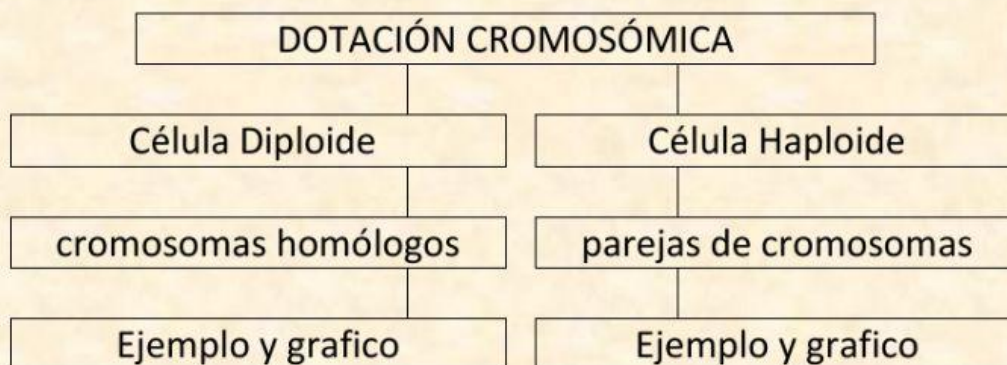 DOTACIÓN CROMOSÓMICA
Célula Diploide
Célula Haploide
cromosomas homólogos
parejas de cromosomas
Ejemplo y grafico
Ejemplo y grafico